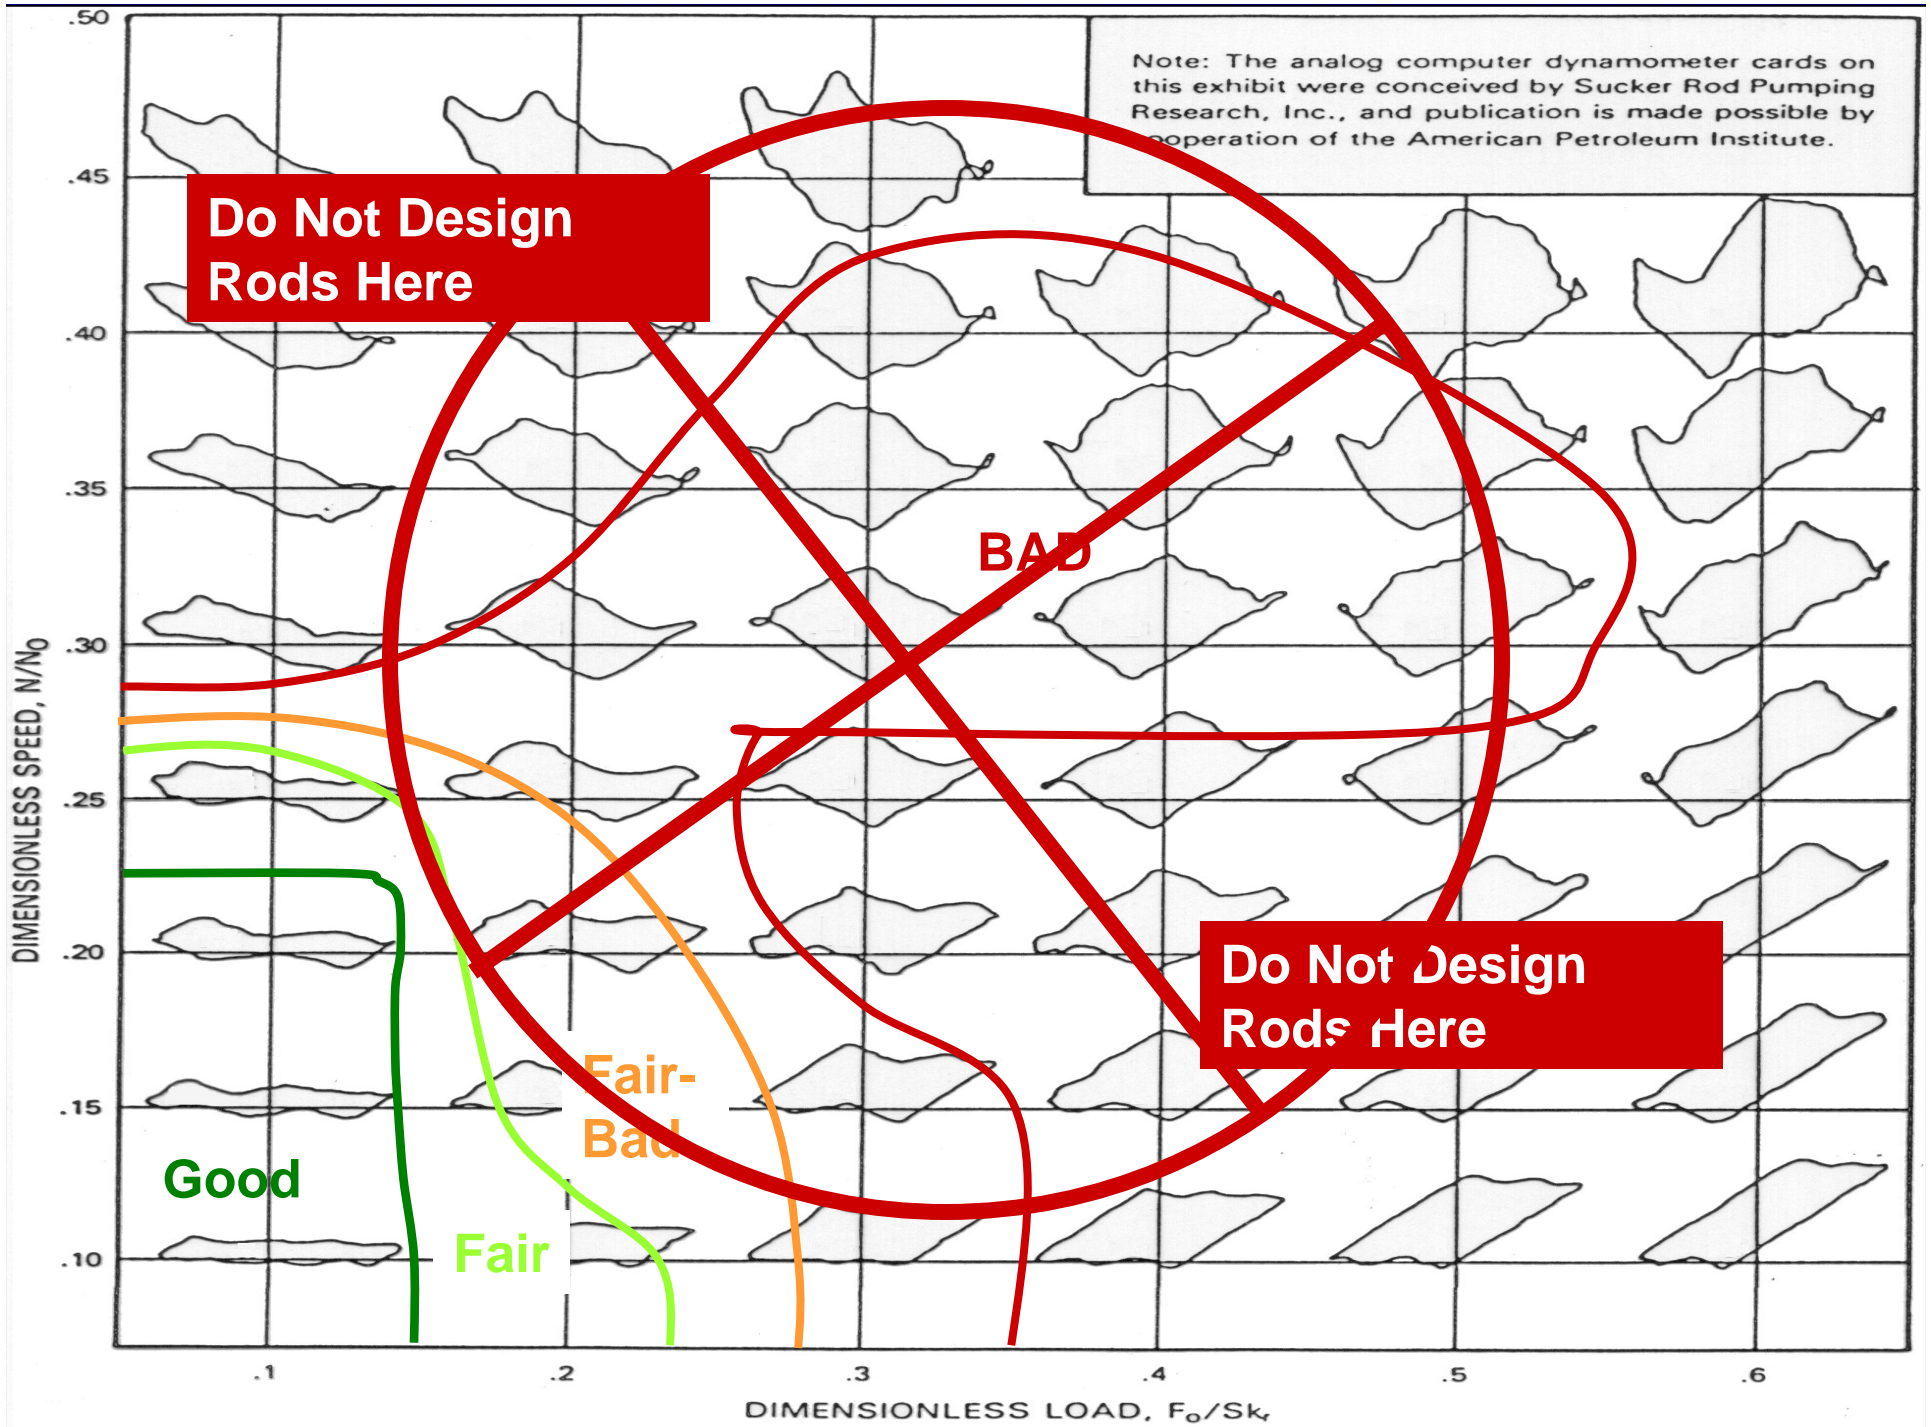 .50
Note: The analog computer dynamometer cards on
this exhibit were conceived by Sucker Rod Pumping
Research, Inc., and publication is made possible by
ooperation of the American Petroleum Institute.
.45
Do Not Design
Rods Here
.40
.35
BAD
.30
DIMENSIONLESS SPEED, N/N₀
.25
.20
Do Not Design
Rods Here
.15
Fair-
Bad
Good
Fair
.10
.1 .2 .3 .4 .5 .6
DIMENSIONLESS LOAD, Fₒ/Skᵣ